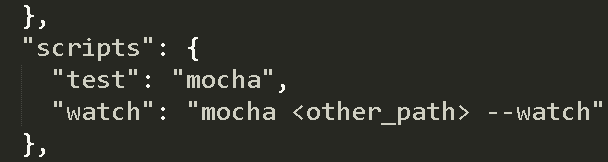 },
"scripts": {
"test": "mocha",
"watch": "mocha <other_path> --watch"
},